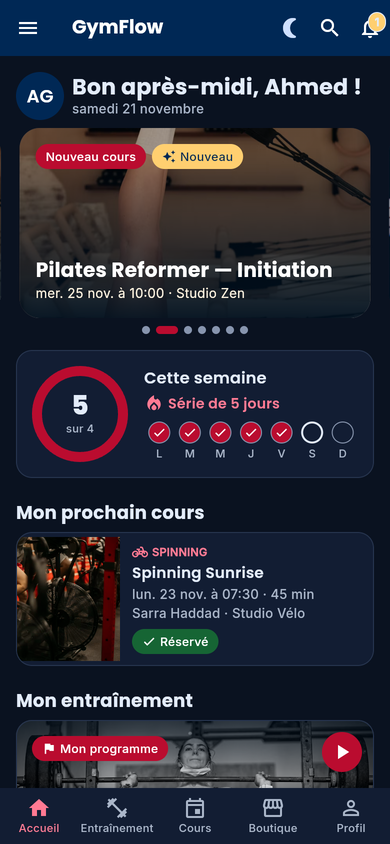 GymFlow
1
AG
Bon après-midi, Ahmed !
samedi 21 novembre
Nouveau cours
Nouveau
Pilates Reformer — Initiation
mer. 25 nov. à 10:00 · Studio Zen
5
sur 4
Cette semaine
Série de 5 jours
L M M J V S D
Mon prochain cours
SPINNING
Spinning Sunrise
lun. 23 nov. à 07:30 · 45 min
Sarra Haddad · Studio Vélo
Réservé
Mon entraînement
Mon programme
Accueil
Entraînement
Cours
Boutique
Profil